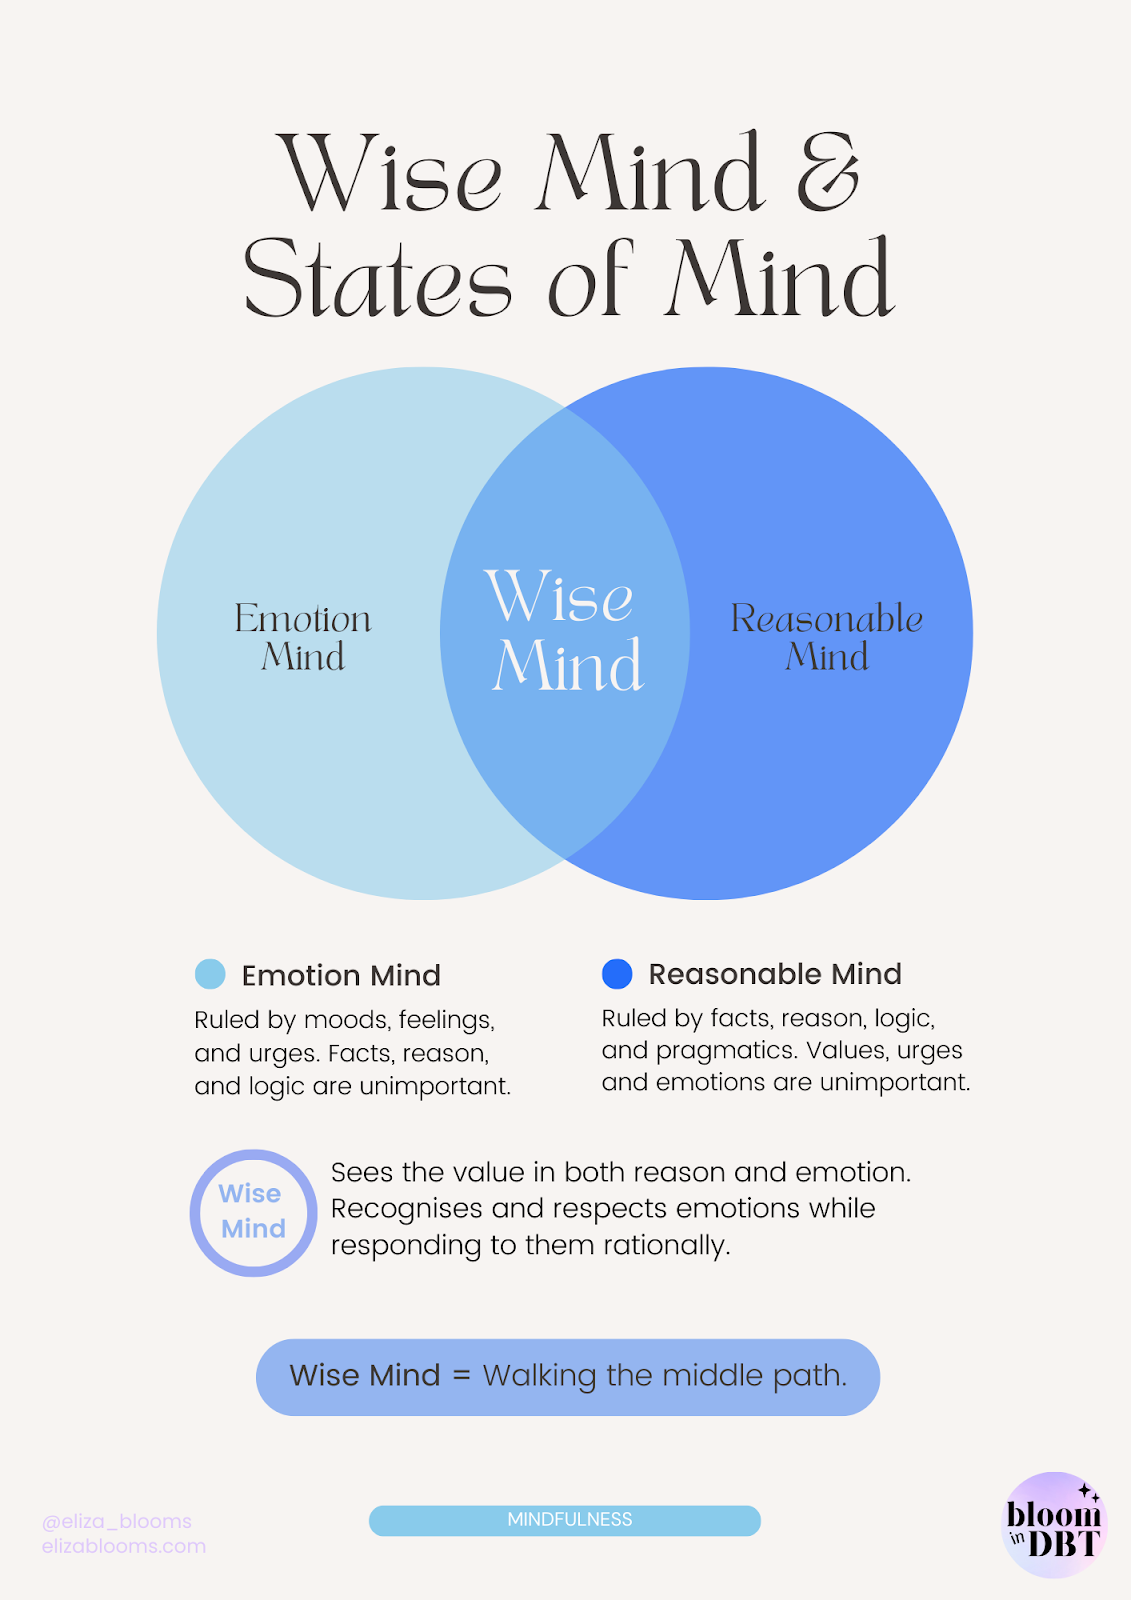 Wise Mind &
States of Mind
Emotion
Mind
Wise
Mind
Reasonable
Mind
Emotion Mind
Ruled by moods, feelings,
and urges. Facts, reason,
and logic are unimportant.
Reasonable Mind
Ruled by facts, reason, logic,
and pragmatics. Values, urges
and emotions are unimportant.
Wise
Mind
Sees the value in both reason and emotion.
Recognises and respects emotions while
responding to them rationally.
Wise Mind = Walking the middle path.
@eliza_blooms
elizablooms.com
MINDFULNESS
bloom
in DBT